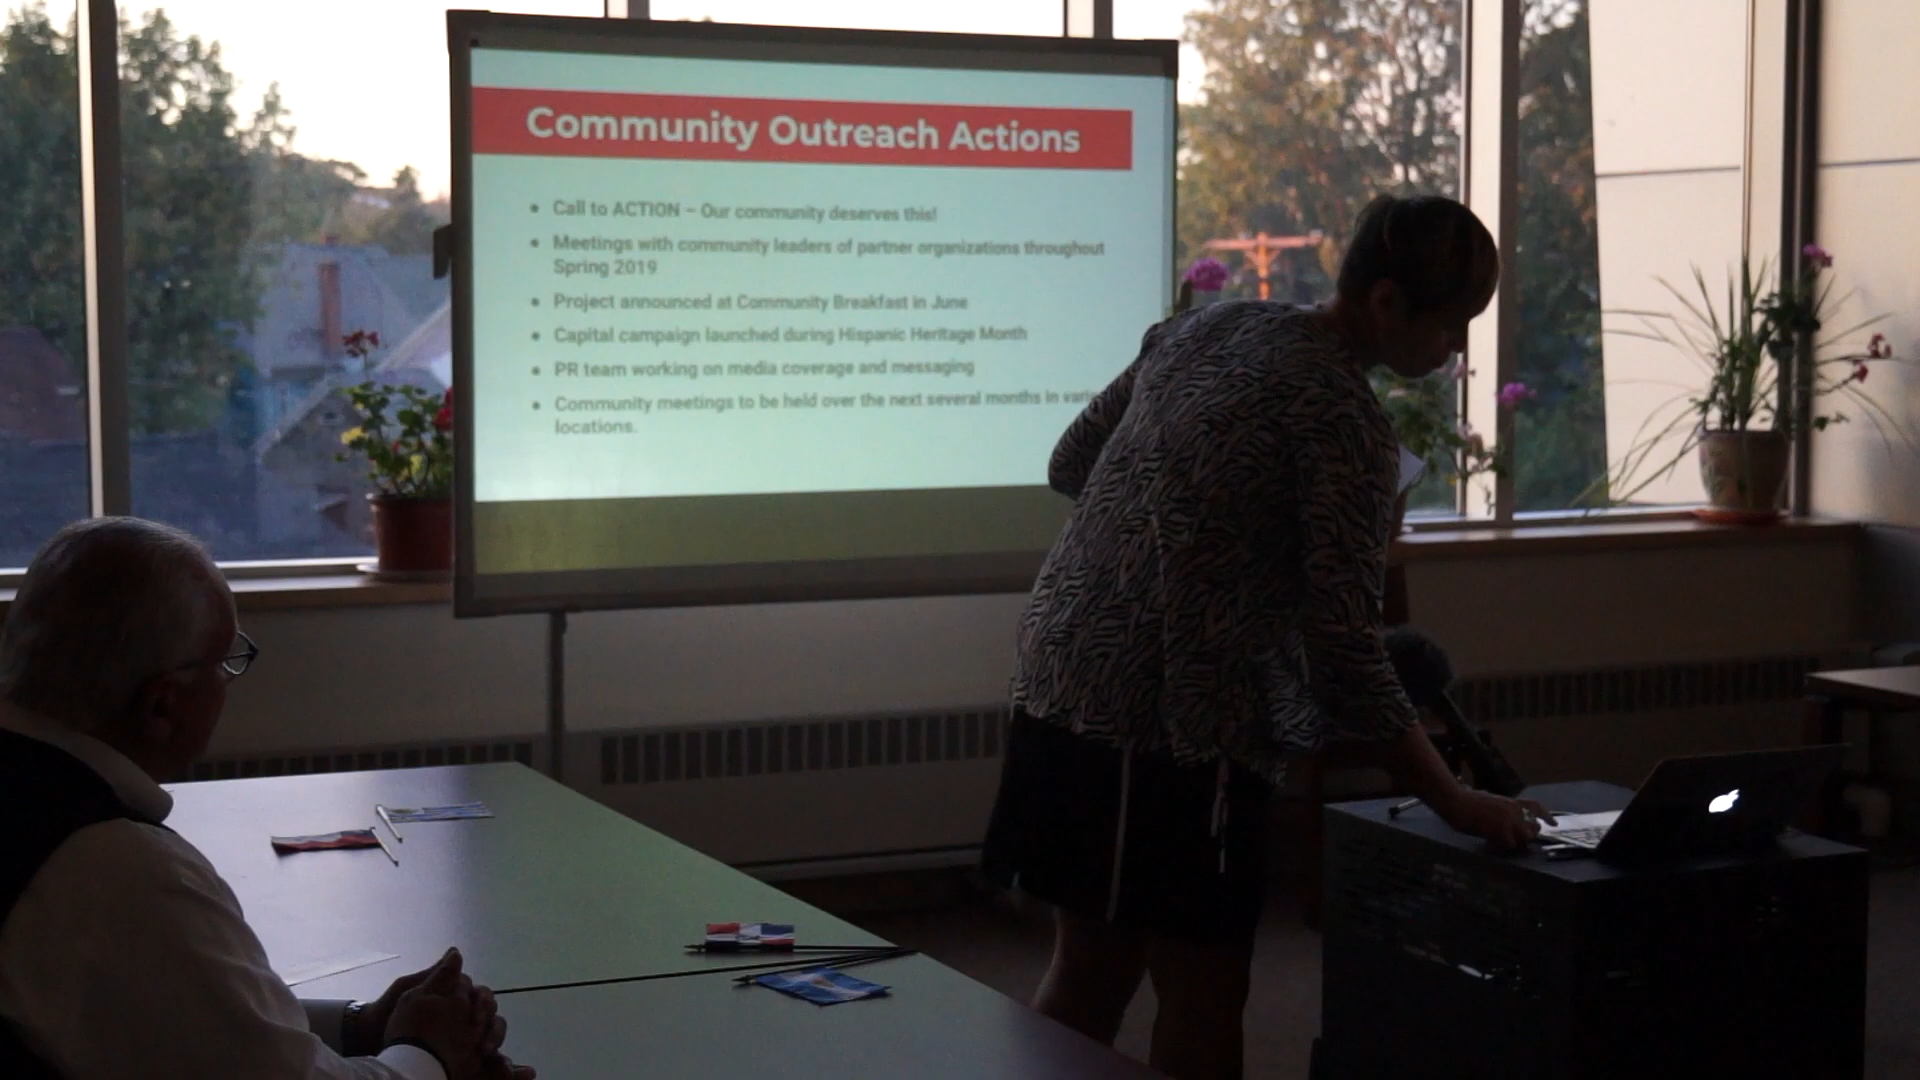 Community Outreach Actions
• Call to ACTION – Our community deserves this!
• Meetings with community leaders of partner organizations throughout
Spring 2019
• Project announced at Community Breakfast in June
• Capital campaign launched during Hispanic Heritage Month
• PR team working on media coverage and messaging
• Community meetings to be held over the next several months in
locations.